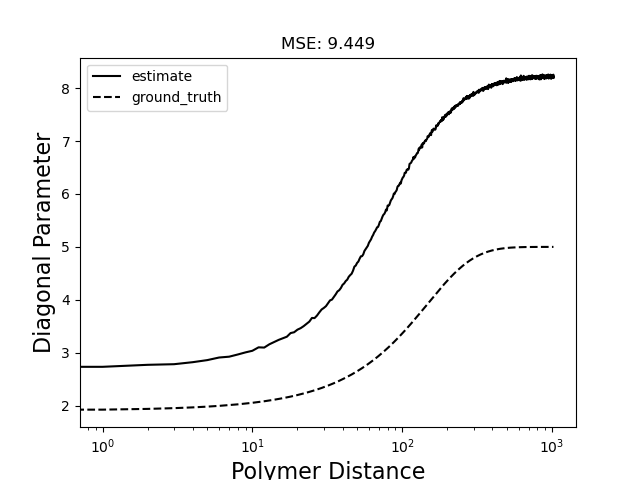 MSE: 9.449
estimate
ground_truth
Diagonal Parameter
8
7
6
5
4
3
2
10⁰ 10¹ 10² 10³
Polymer Distance